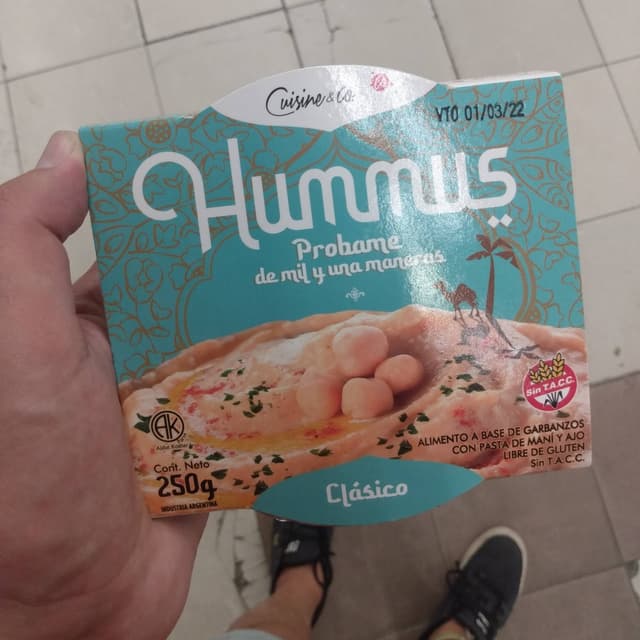 Cuisine & Co.
VTO 01/03/22
Hummus
Probame
de mil y una maneras
Sin T.A.C.C.
AK
ALIMENTO A BASE DE GARBANZOS
CON PASTA DE MANÍ Y AJO
LIBRE DE GLUTEN
Sin T.A.C.C.
Cont. Neto
250g
INDUSTRIA ARGENTINA
Clásico